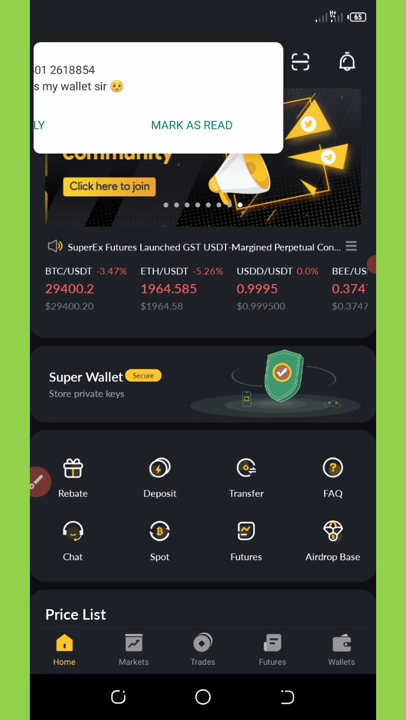 65
01 2618854
s my wallet sir 🥺
LY
MARK AS READ
community
Click here to join
SuperEx Futures Launched GST USDT-Margined Perpetual Con...
BTC/USDT -3.47% ETH/USDT -5.26% USDD/USDT 0.0% BEE/US
29400.2 1964.585 0.9995 0.374
$29400.20 $1964.58 $0.999500 $0.3747
Super Wallet Secure
Store private keys
Rebate Deposit Transfer FAQ
Chat Spot Futures Airdrop Base
Price List
Home Markets Trades Futures Wallets